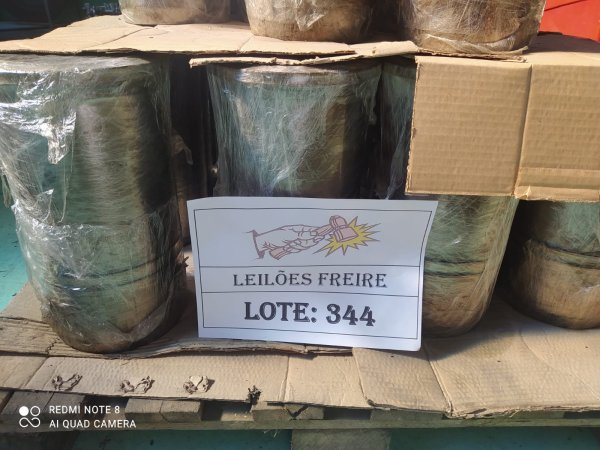 LEILÕES FREIRE
LOTE: 344
REDMI NOTE 8
AI QUAD CAMERA